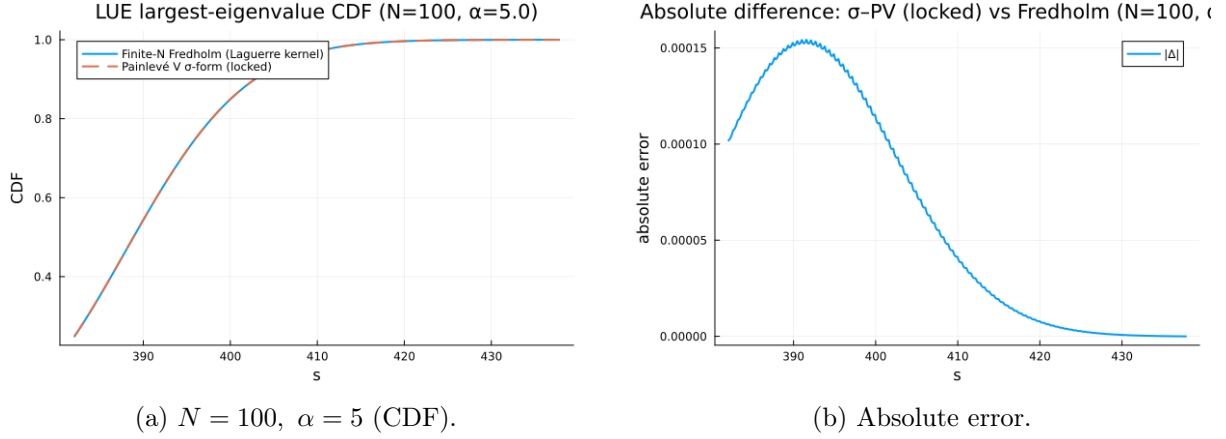 LUE largest-eigenvalue CDF (N=100, α=5.0)
Finite-N Fredholm (Laguerre kernel)
Painlevé V σ-form (locked)
CDF
1.0
0.8
0.6
0.4
390
400
410
420
430
s
(a) N = 100, α = 5 (CDF).
Absolute difference: σ–PV (locked) vs Fredholm (N=100, α
|Δ|
absolute error
0.00015
0.00010
0.00005
0.00000
390
400
410
420
430
s
(b) Absolute error.